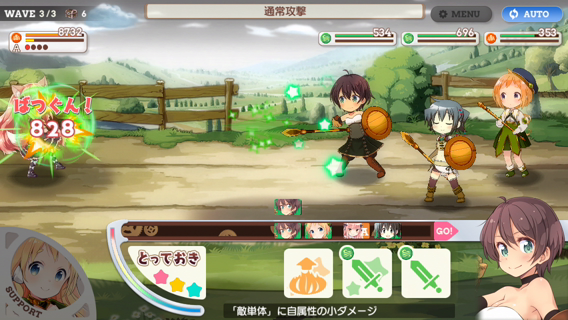 WAVE 3/3 6
通常攻撃
MENU
AUTO
8732
A
534
696
353
ばつぐん!
828
GO!
とっておき
SUPPORT
「敵単体」に自属性の小ダメージ